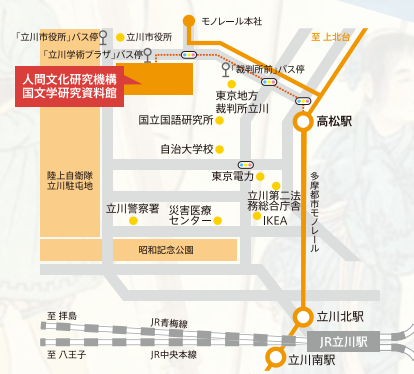 モノレール本社
「立川市役所」バス停
立川市役所
至 上北台
「立川学術プラザ」バス停
「裁判所前」バス停
人間文化研究機構
国文学研究資料館
東京地方
裁判所立川
国立国語研究所
高松駅
自治大学校
東京電力
陸上自衛隊
立川駐屯地
立川第二法
務総合庁舎
多摩都市モノレール
立川警察署
災害医療
センター
IKEA
昭和記念公園
至 拝島
JR青梅線
立川北駅
JR立川駅
至 八王子
JR中央本線
立川南駅